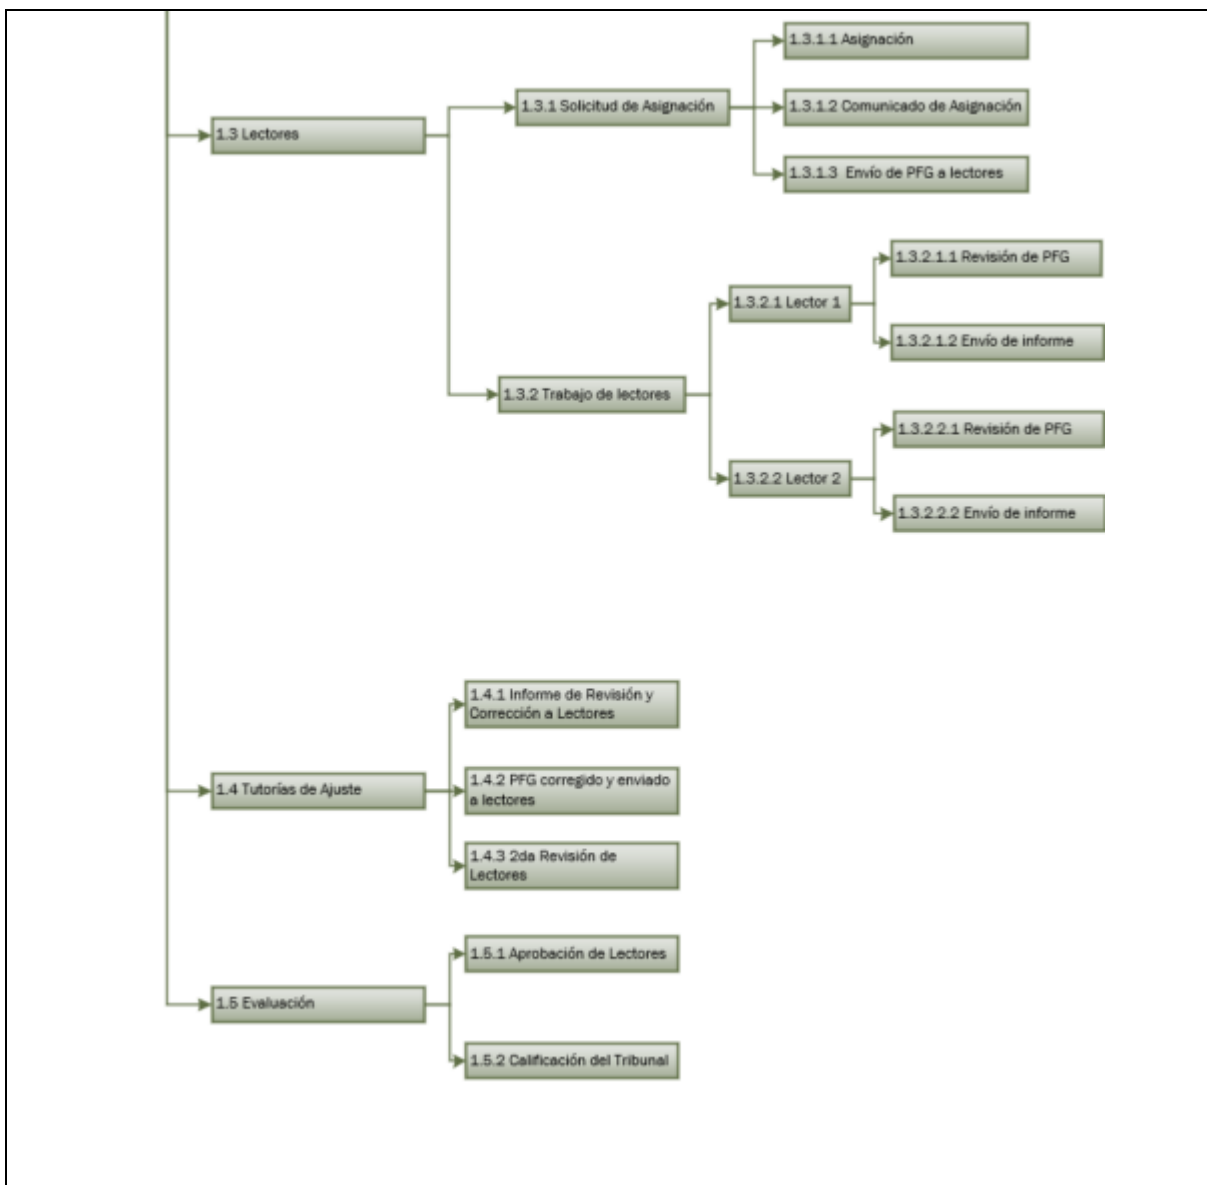 1.3 Lectores
1.3.1 Solicitud de Asignación
1.3.1.1 Asignación
1.3.1.2 Comunicado de Asignación
1.3.1.3 Envío de PFG a lectores
1.3.2 Trabajo de lectores
1.3.2.1 Lector 1
1.3.2.1.1 Revisión de PFG
1.3.2.1.2 Envío de informe
1.3.2.2 Lector 2
1.3.2.2.1 Revisión de PFG
1.3.2.2.2 Envío de informe
1.4 Tutorías de Ajuste
1.4.1 Informe de Revisión y
Corrección a Lectores
1.4.2 PFG corregido y enviado
a lectores
1.4.3 2da Revisión de
Lectores
1.5 Evaluación
1.5.1 Aprobación de Lectores
1.5.2 Calificación del Tribunal